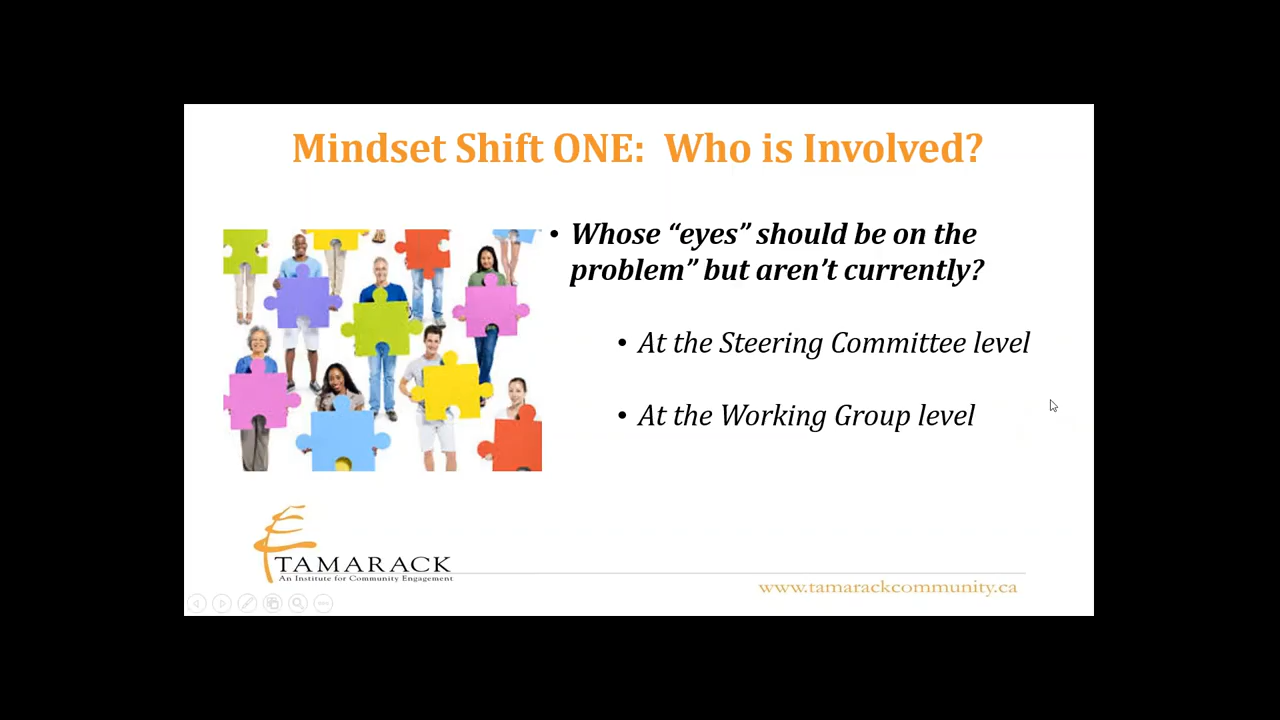 Mindset Shift ONE: Who is Involved?
• Whose “eyes” should be on the
problem” but aren’t currently?
• At the Steering Committee level
• At the Working Group level
TAMARACK
An Institute for Community Engagement
www.tamarackcommunity.ca